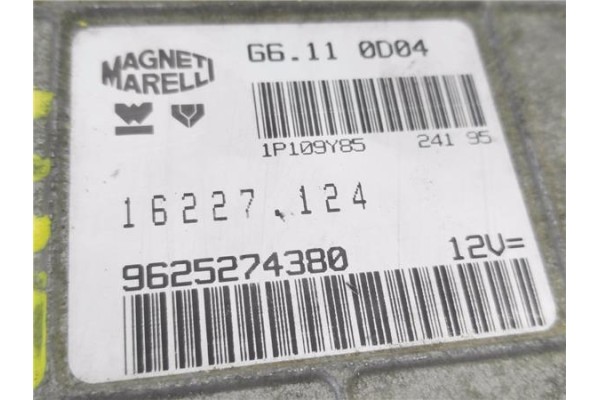 MAGNETI
MARELLI
G6.11 0D04
1P109Y85 241 95
16227.124
9625274380 12V=